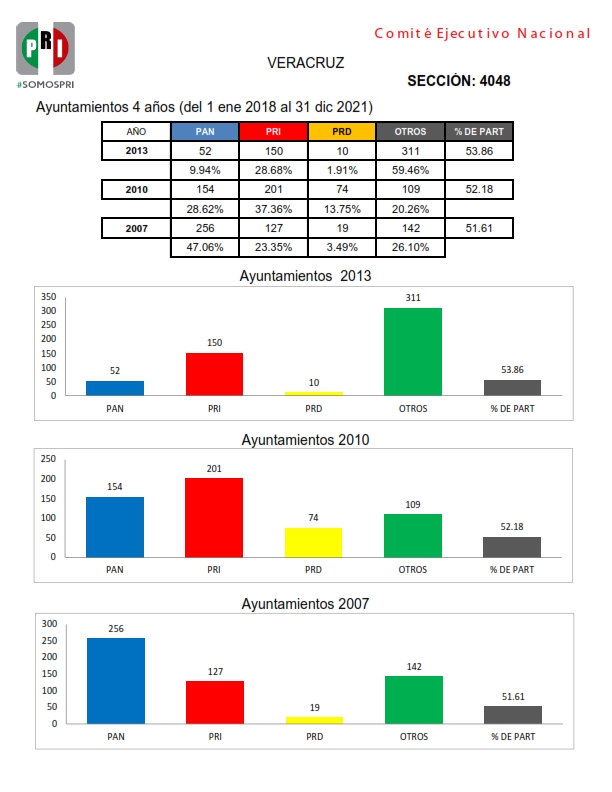 Comité Ejecutivo Nacional
PRI
#SOMOSPRI
VERACRUZ
SECCIÓN: 4048
Ayuntamientos 4 años (del 1 ene 2018 al 31 dic 2021)
AÑO PAN PRI PRD OTROS % DE PART
2013 52 150 10 311 53.86
9.94% 28.68% 1.91% 59.46%
2010 154 201 74 109 52.18
28.62% 37.36% 13.75% 20.26%
2007 256 127 19 142 51.61
47.06% 23.35% 3.49% 26.10%
Ayuntamientos 2013
350
300
250
200
150
100
50
0
52 150 10 311 53.86
PAN PRI PRD OTROS % DE PART
Ayuntamientos 2010
250
200
150
100
50
0
154 201 74 109 52.18
PAN PRI PRD OTROS % DE PART
Ayuntamientos 2007
300
250
200
150
100
50
0
256 127 19 142 51.61
PAN PRI PRD OTROS % DE PART